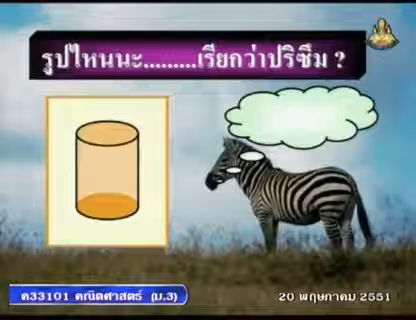 รูปไหนนะ.........เรียกว่าปริซึม ?
ค33101 คณิตศาสตร์ (ม.3)
20 พฤษภาคม 2551